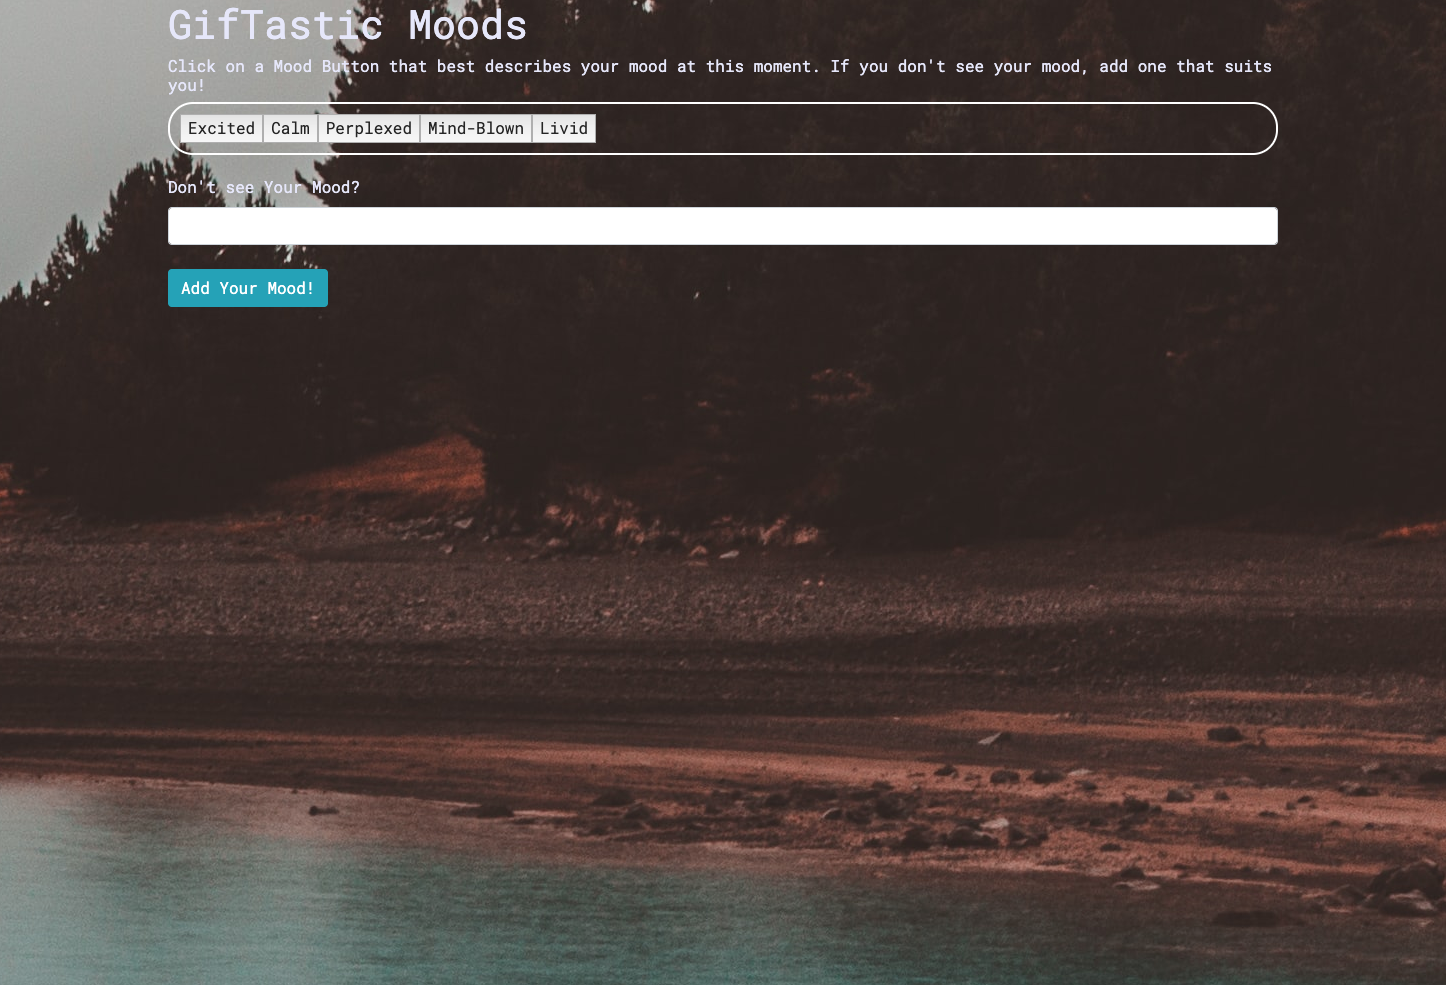 GifTastic Moods
Click on a Mood Button that best describes your mood at this moment. If you don't see your mood, add one that suits
you!
Excited Calm Perplexed Mind-Blown Livid
Don't see Your Mood?
Add Your Mood!